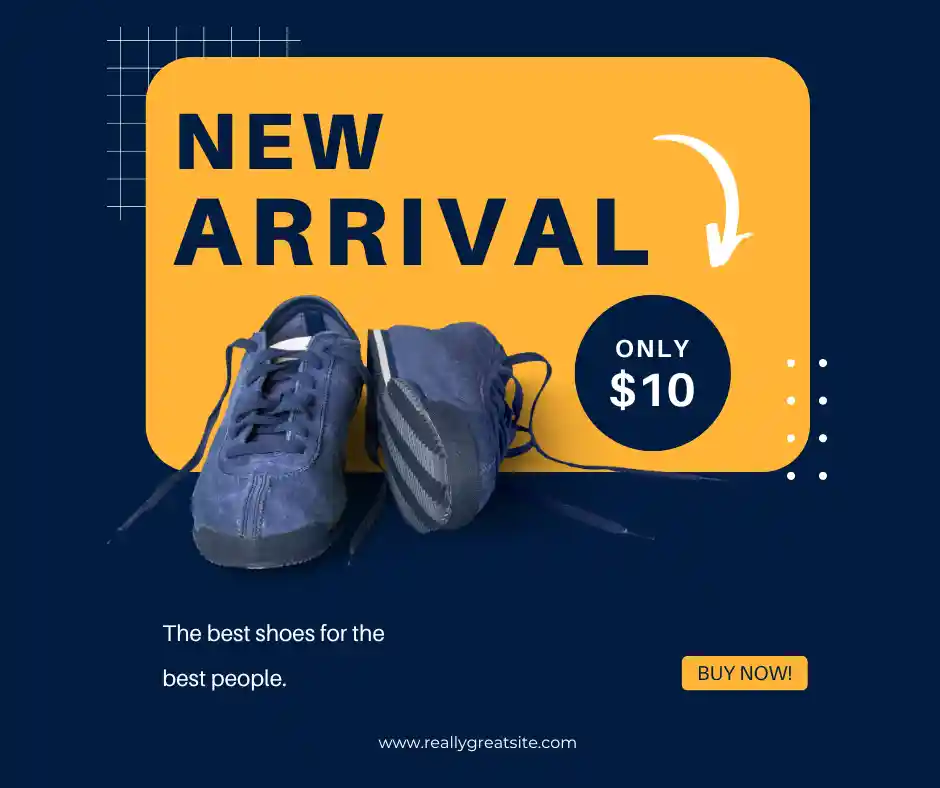 NEW
ARRIVAL
ONLY
$10
The best shoes for the
best people.
BUY NOW!
www.reallygreatsite.com